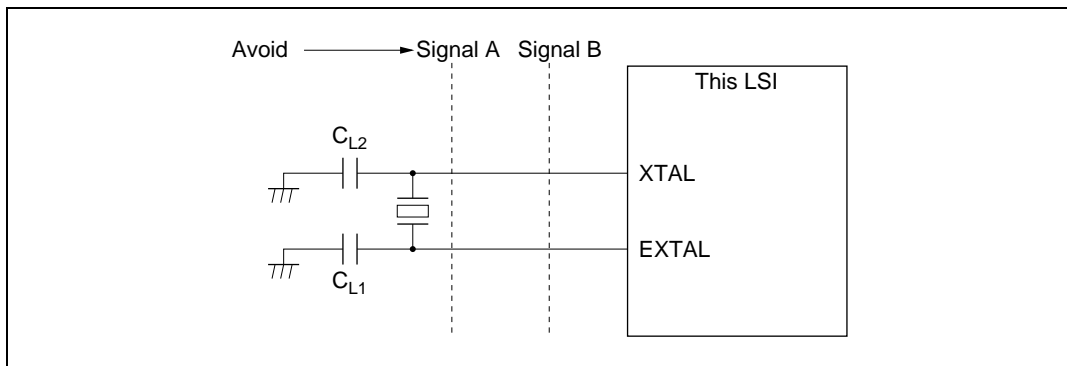 Avoid Signal A Signal B
This LSI
CL2
XTAL
EXTAL
CL1